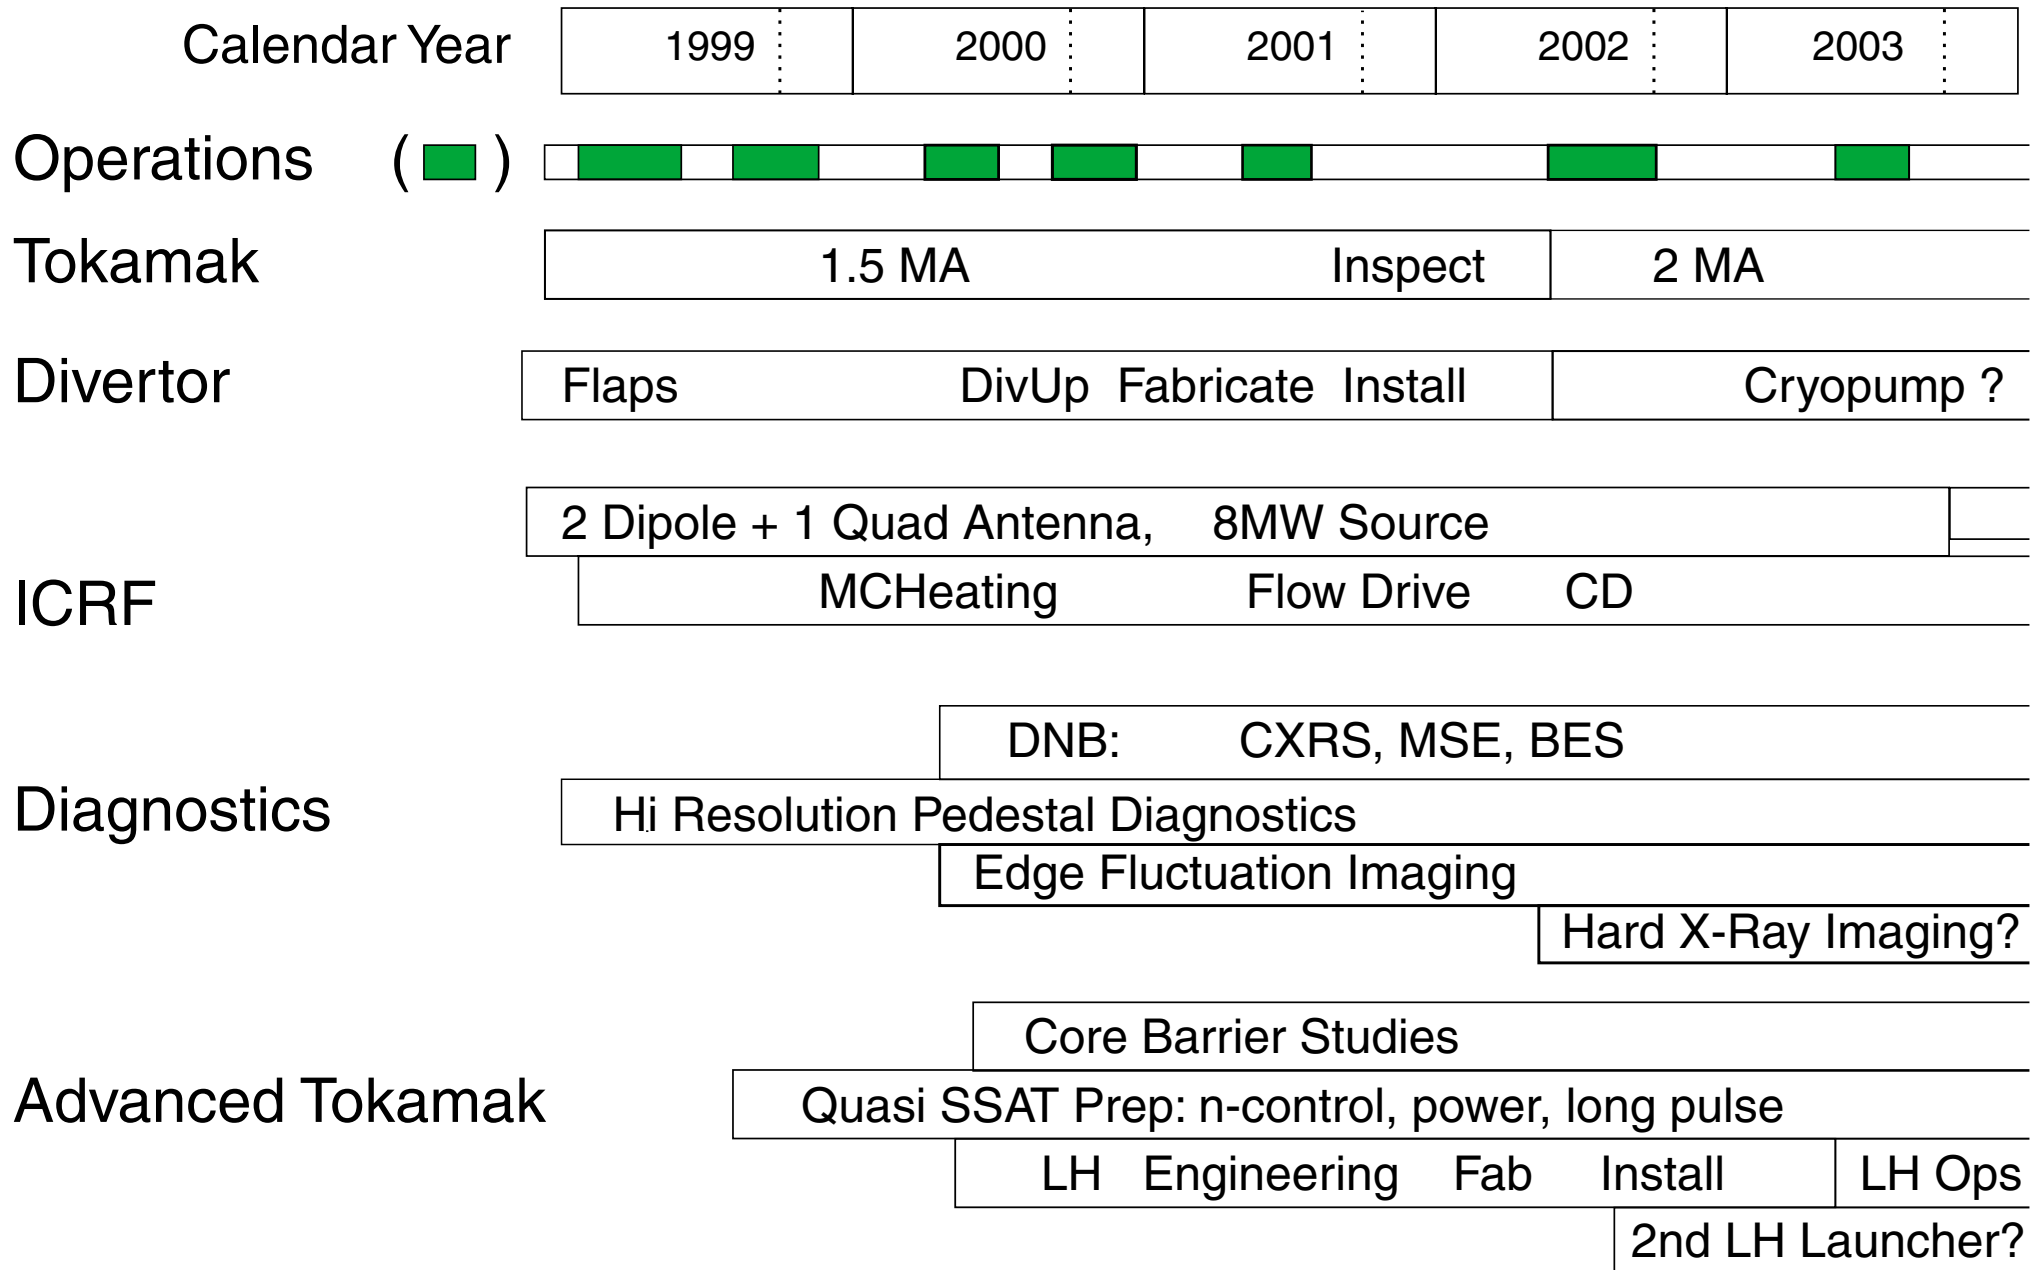 Calendar Year 1999 2000 2001 2002 2003
Operations ( )
Tokamak 1.5 MA Inspect 2 MA
Divertor Flaps DivUp Fabricate Install Cryopump ?
2 Dipole + 1 Quad Antenna, 8MW Source
ICRF MCHeating Flow Drive CD
DNB: CXRS, MSE, BES
Diagnostics Hi Resolution Pedestal Diagnostics
Edge Fluctuation Imaging
Hard X-Ray Imaging?
Core Barrier Studies
Advanced Tokamak Quasi SSAT Prep: n-control, power, long pulse
LH Engineering Fab Install LH Ops
2nd LH Launcher?